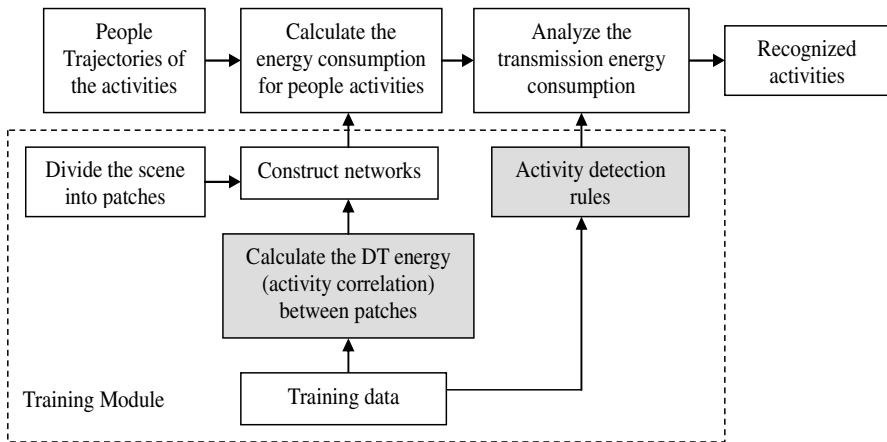 People
Trajectories of
the activities
Calculate the
energy consumption
for people activities
Analyze the
transmission energy
consumption
Recognized
activities
Divide the scene
into patches
Construct networks
Activity detection
rules
Calculate the DT energy
(activity correlation)
between patches
Training Module
Training data